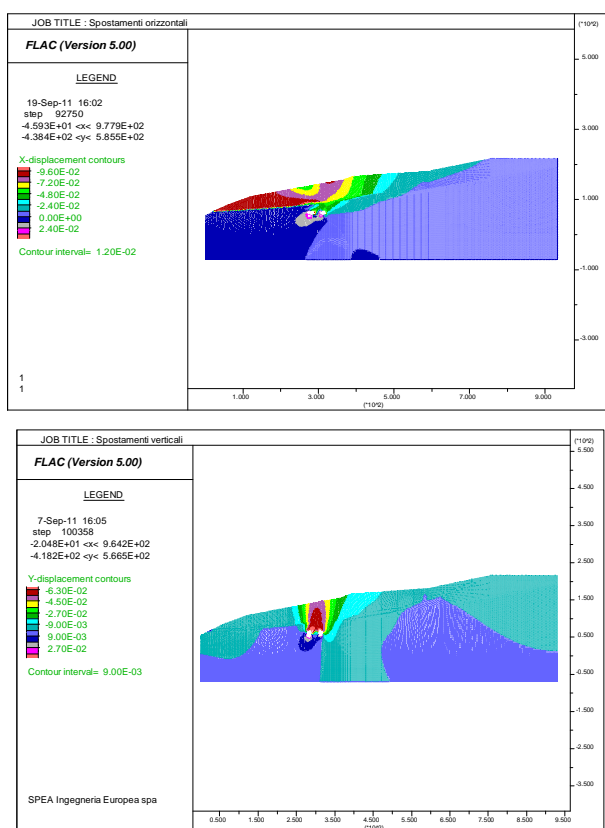 JOB TITLE : Spostamenti orizzontali
(*10^2)
FLAC (Version 5.00)
LEGEND
19-Sep-11 16:02
step 92750
-4.593E+01 <x< 9.779E+02
-4.384E+02 <y< 5.855E+02
X-displacement contours
-9.60E-02
-7.20E-02
-4.80E-02
-2.40E-02
0.00E+00
2.40E-02
Contour interval= 1.20E-02
1
1
5.000
3.000
1.000
-1.000
-3.000
1.000 3.000 5.000 7.000 9.000
(*10^2)
JOB TITLE : Spostamenti verticali
(*10^2)
FLAC (Version 5.00)
LEGEND
7-Sep-11 16:05
step 100358
-2.048E+01 <x< 9.642E+02
-4.182E+02 <y< 5.665E+02
Y-displacement contours
-6.30E-02
-4.50E-02
-2.70E-02
-9.00E-03
9.00E-03
2.70E-02
Contour interval= 9.00E-03
SPEA Ingegneria Europea spa
5.500
4.500
3.500
2.500
1.500
0.500
-0.500
-1.500
-2.500
-3.500
0.500 1.500 2.500 3.500 4.500 5.500 6.500 7.500 8.500 9.500
(*10^2)